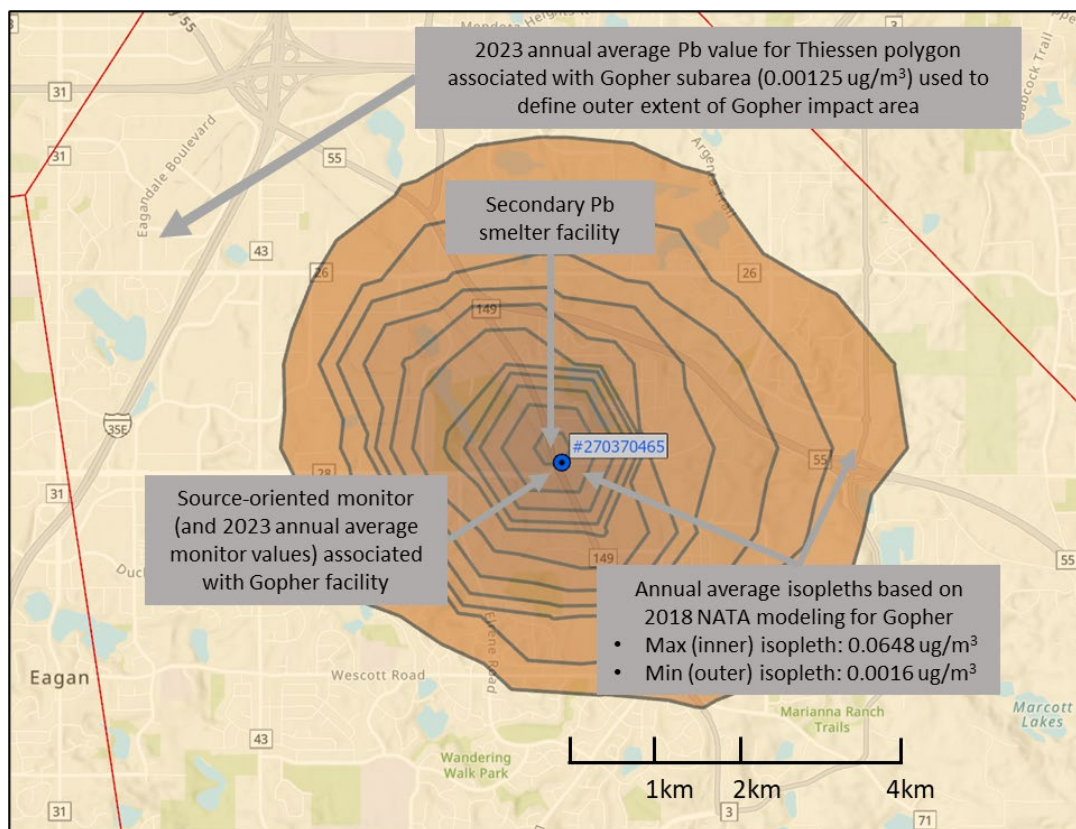 55
Mendota Heights
2023 annual average Pb value for Thiessen polygon
associated with Gopher subarea (0.00125 ug/m³) used to
define outer extent of Gopher impact area
31
31
55
Eagandale Boulevard
Argenta Trail
Babcock Trail
Secondary Pb
smelter facility
43
26
26
149
35E
#270370465
28
55
31
Source-oriented monitor
(and 2023 annual average
monitor values) associated
with Gopher facility
149
55
Annual average isopleths based on
2018 NATA modeling for Gopher
• Max (inner) isopleth: 0.0648 ug/m³
• Min (outer) isopleth: 0.0016 ug/m³
Eagan
Wescott Road
Marianna Ranch
Trails
Marcott
Lakes
43
Wandering
Walk Park
1km
2km
4km
31
3
71